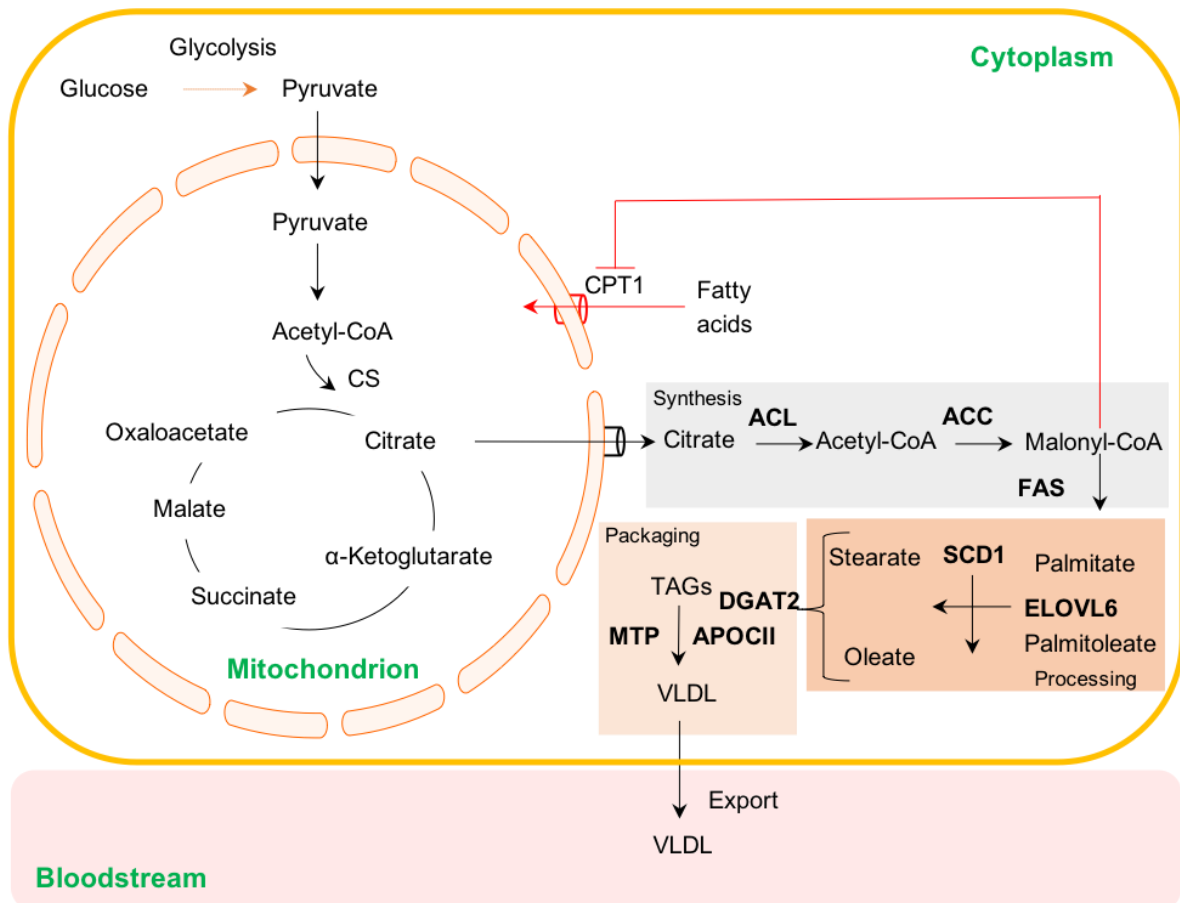 Glycolysis
Cytoplasm
Glucose
Pyruvate
Pyruvate
CPT1
Fatty
acids
Acetyl-CoA
CS
Oxaloacetate
Citrate
Malate
α-Ketoglutarate
Succinate
Mitochondrion
Synthesis
Citrate
ACL
Acetyl-CoA
ACC
Malonyl-CoA
FAS
Packaging
TAGs
DGAT2
MTP
APOCII
VLDL
Stearate
SCD1
Palmitate
ELOVL6
Oleate
Palmitoleate
Processing
Export
VLDL
Bloodstream